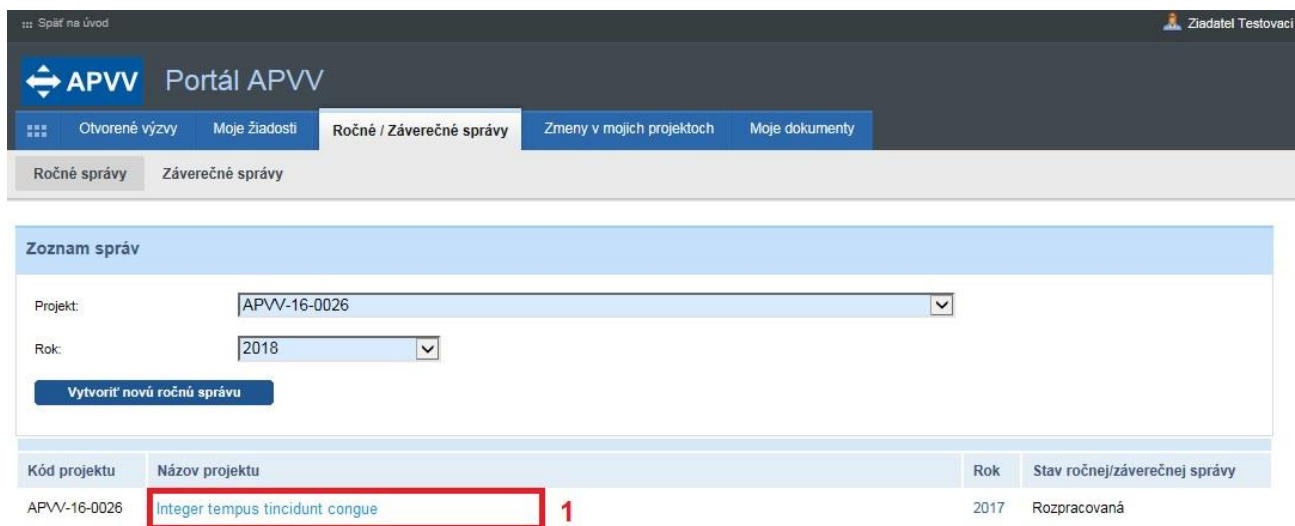 Späť na úvod
Ziadatel Testovaci
APVV Portál APVV
Otvorené výzvy Moje žiadosti Ročné / Záverečné správy Zmeny v mojich projektoch Moje dokumenty
Ročné správy Záverečné správy
Zoznam správ
Projekt: APVV-16-0026
Rok: 2018
Vytvoriť novú ročnú správu
Kód projektu Názov projektu Rok Stav ročnej/záverečnej správy
APVV-16-0026 Integer tempus tincidunt congue 1 2017 Rozpracovaná